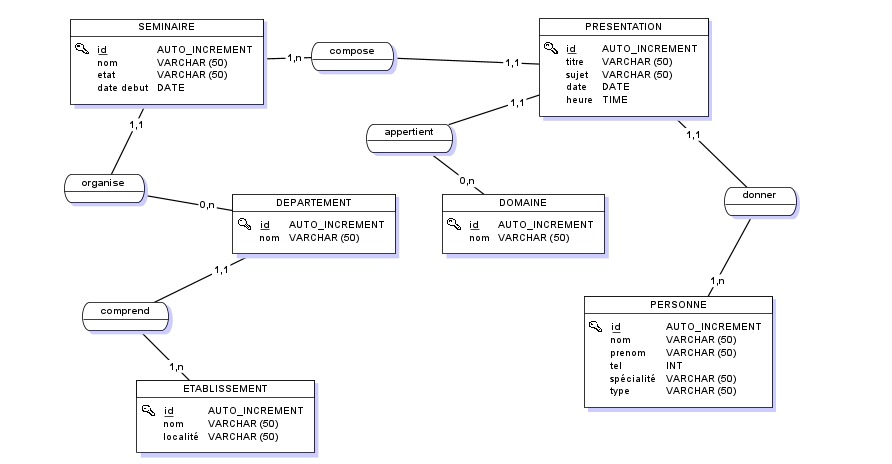 SEMINAIRE
id AUTO_INCREMENT
nom VARCHAR (50)
etat VARCHAR (50)
date debut DATE
1,n
compose
1,1
PRESENTATION
id AUTO_INCREMENT
titre VARCHAR (50)
sujet VARCHAR (50)
date DATE
heure TIME
1,1
appertient
0,n
1,1
organise
0,n
1,1
donner
1,n
DEPARTEMENT
id AUTO_INCREMENT
nom VARCHAR (50)
DOMAINE
id AUTO_INCREMENT
nom VARCHAR (50)
1,1
comprend
1,n
PERSONNE
id AUTO_INCREMENT
nom VARCHAR (50)
prenom VARCHAR (50)
tel INT
spécialité VARCHAR (50)
type VARCHAR (50)
ETABLISSEMENT
id AUTO_INCREMENT
nom VARCHAR (50)
localité VARCHAR (50)